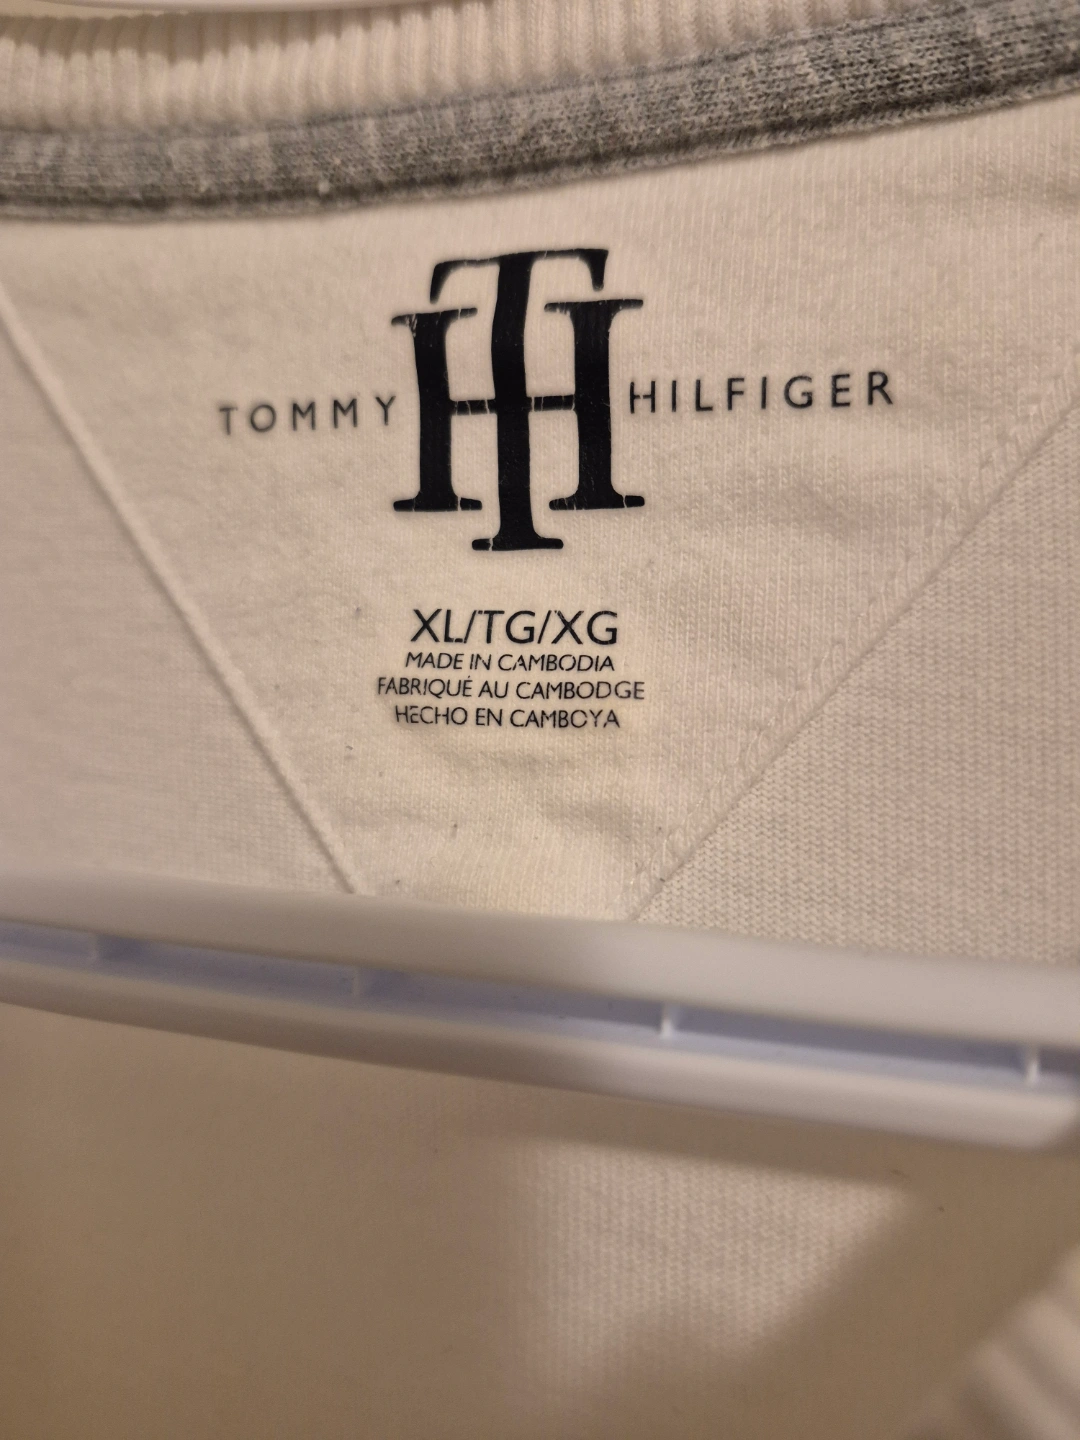 TOMMY TH HILFIGER
XL/TG/XG
MADE IN CAMBODIA
FABRIQUÉ AU CAMBODGE
HECHO EN CAMBOYA